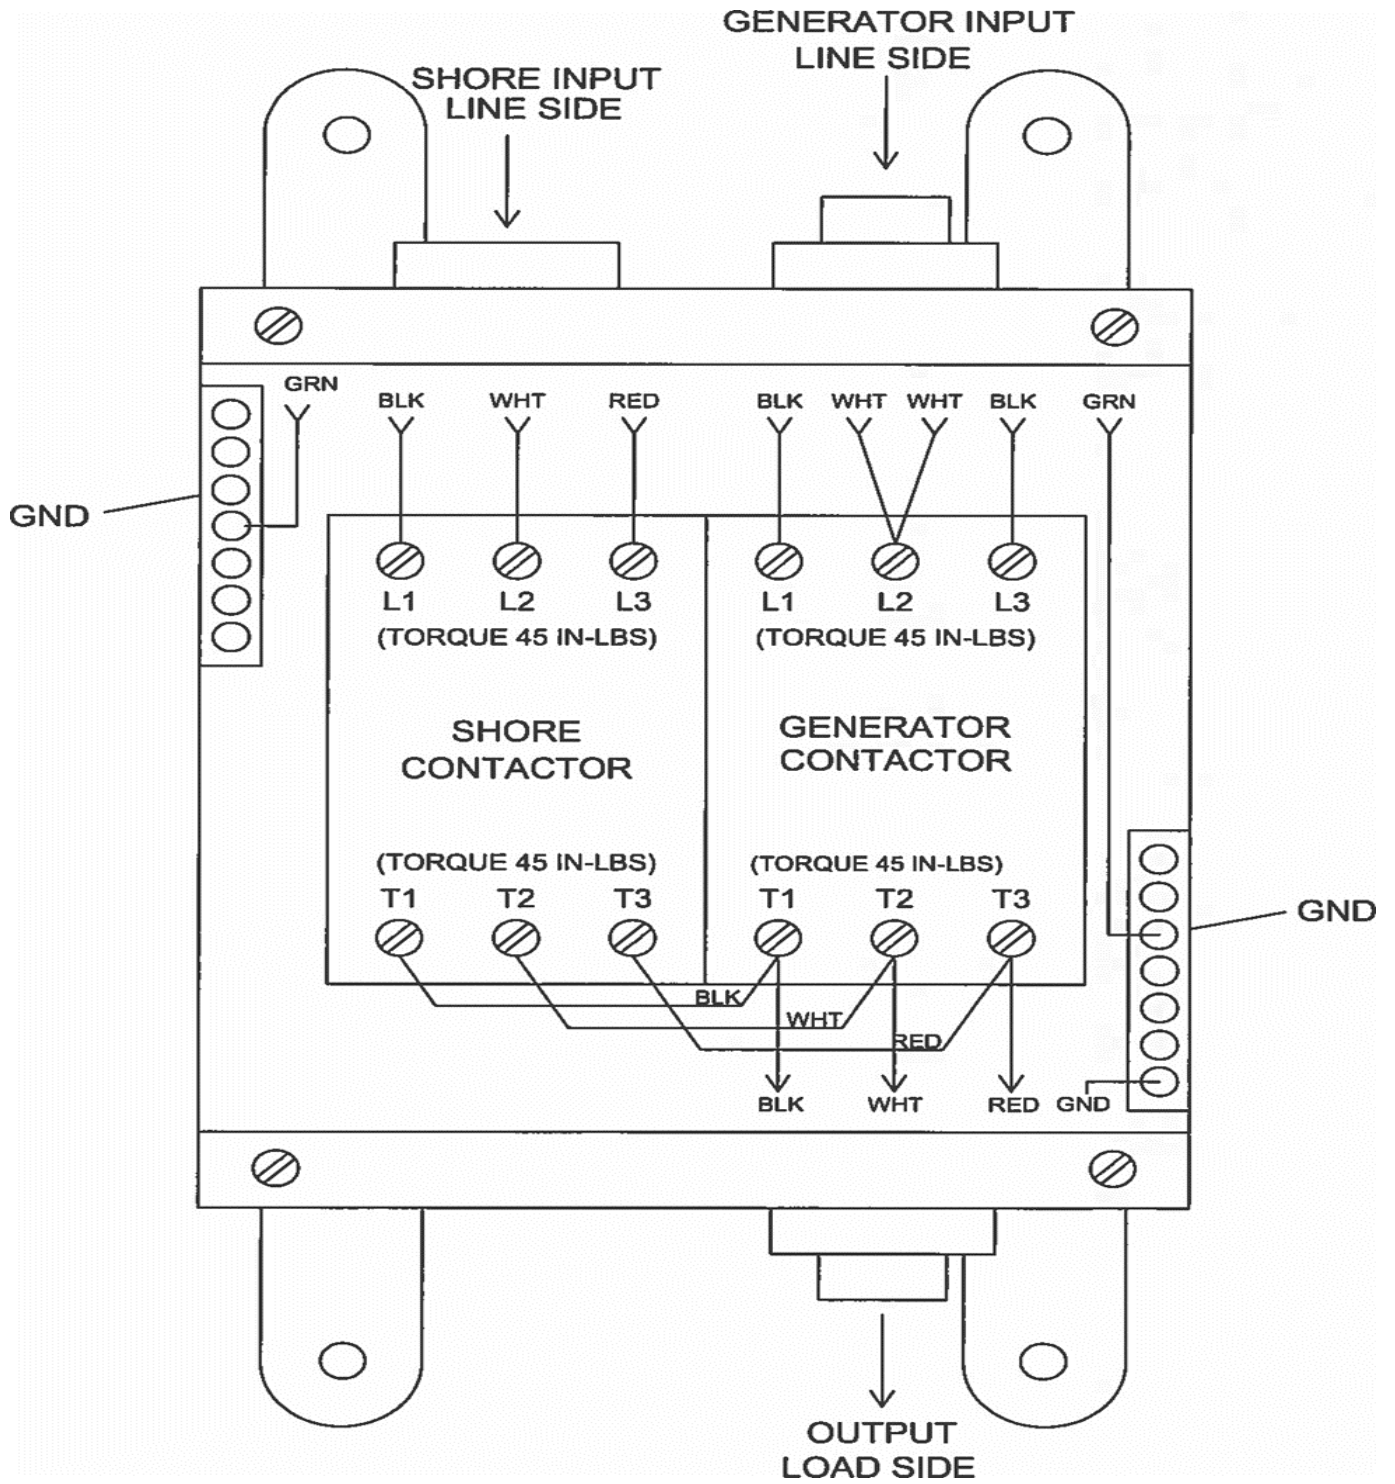 GENERATOR INPUT
LINE SIDE
SHORE INPUT
LINE SIDE
GRN
BLK
WHT
RED
BLK
WHT
WHT
BLK
GRN
GND
L1
L2
L3
L1
L2
L3
(TORQUE 45 IN-LBS)
(TORQUE 45 IN-LBS)
SHORE
CONTACTOR
GENERATOR
CONTACTOR
(TORQUE 45 IN-LBS)
(TORQUE 45 IN-LBS)
T1
T2
T3
T1
T2
T3
GND
BLK
WHT
RED
BLK
WHT
RED
GND
OUTPUT
LOAD SIDE